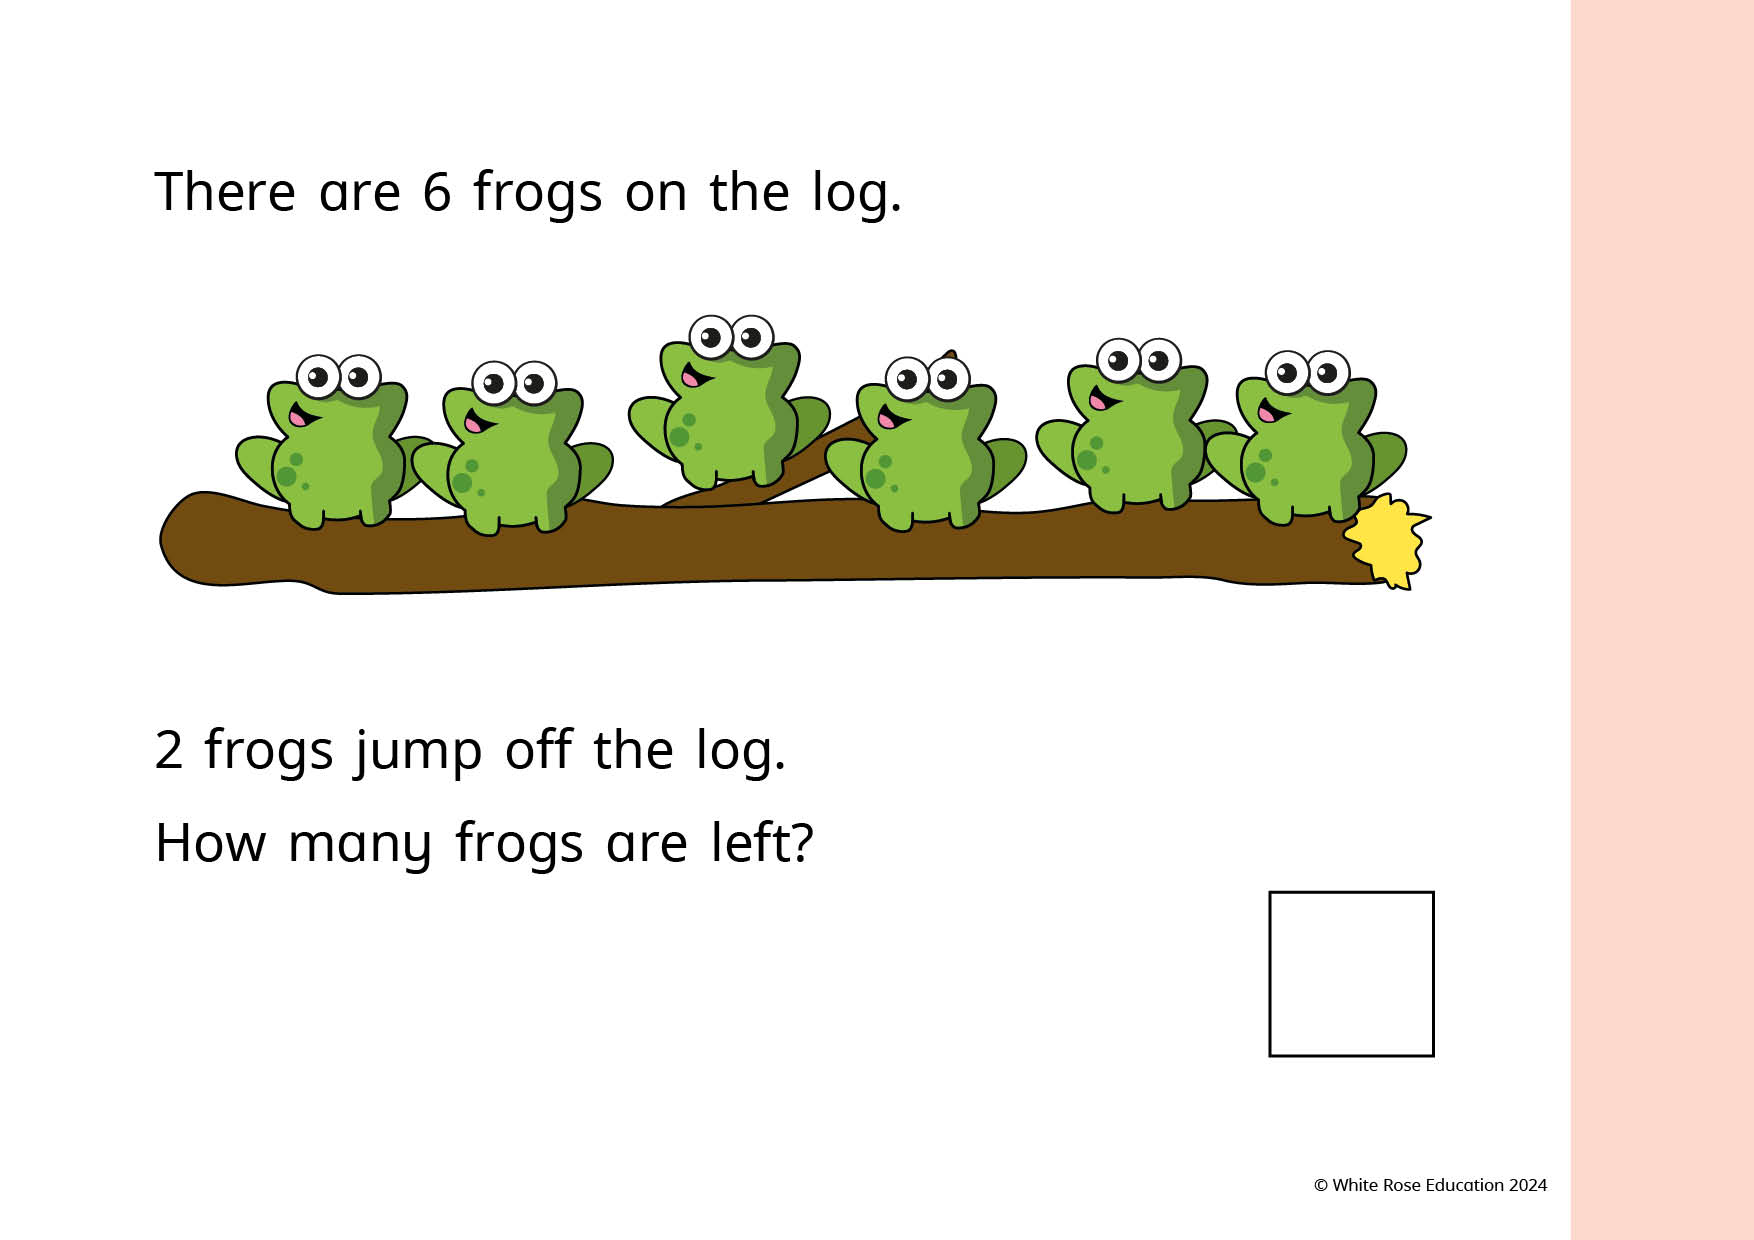 There are 6 frogs on the log.
2 frogs jump off the log.
How many frogs are left?
© White Rose Education 2024